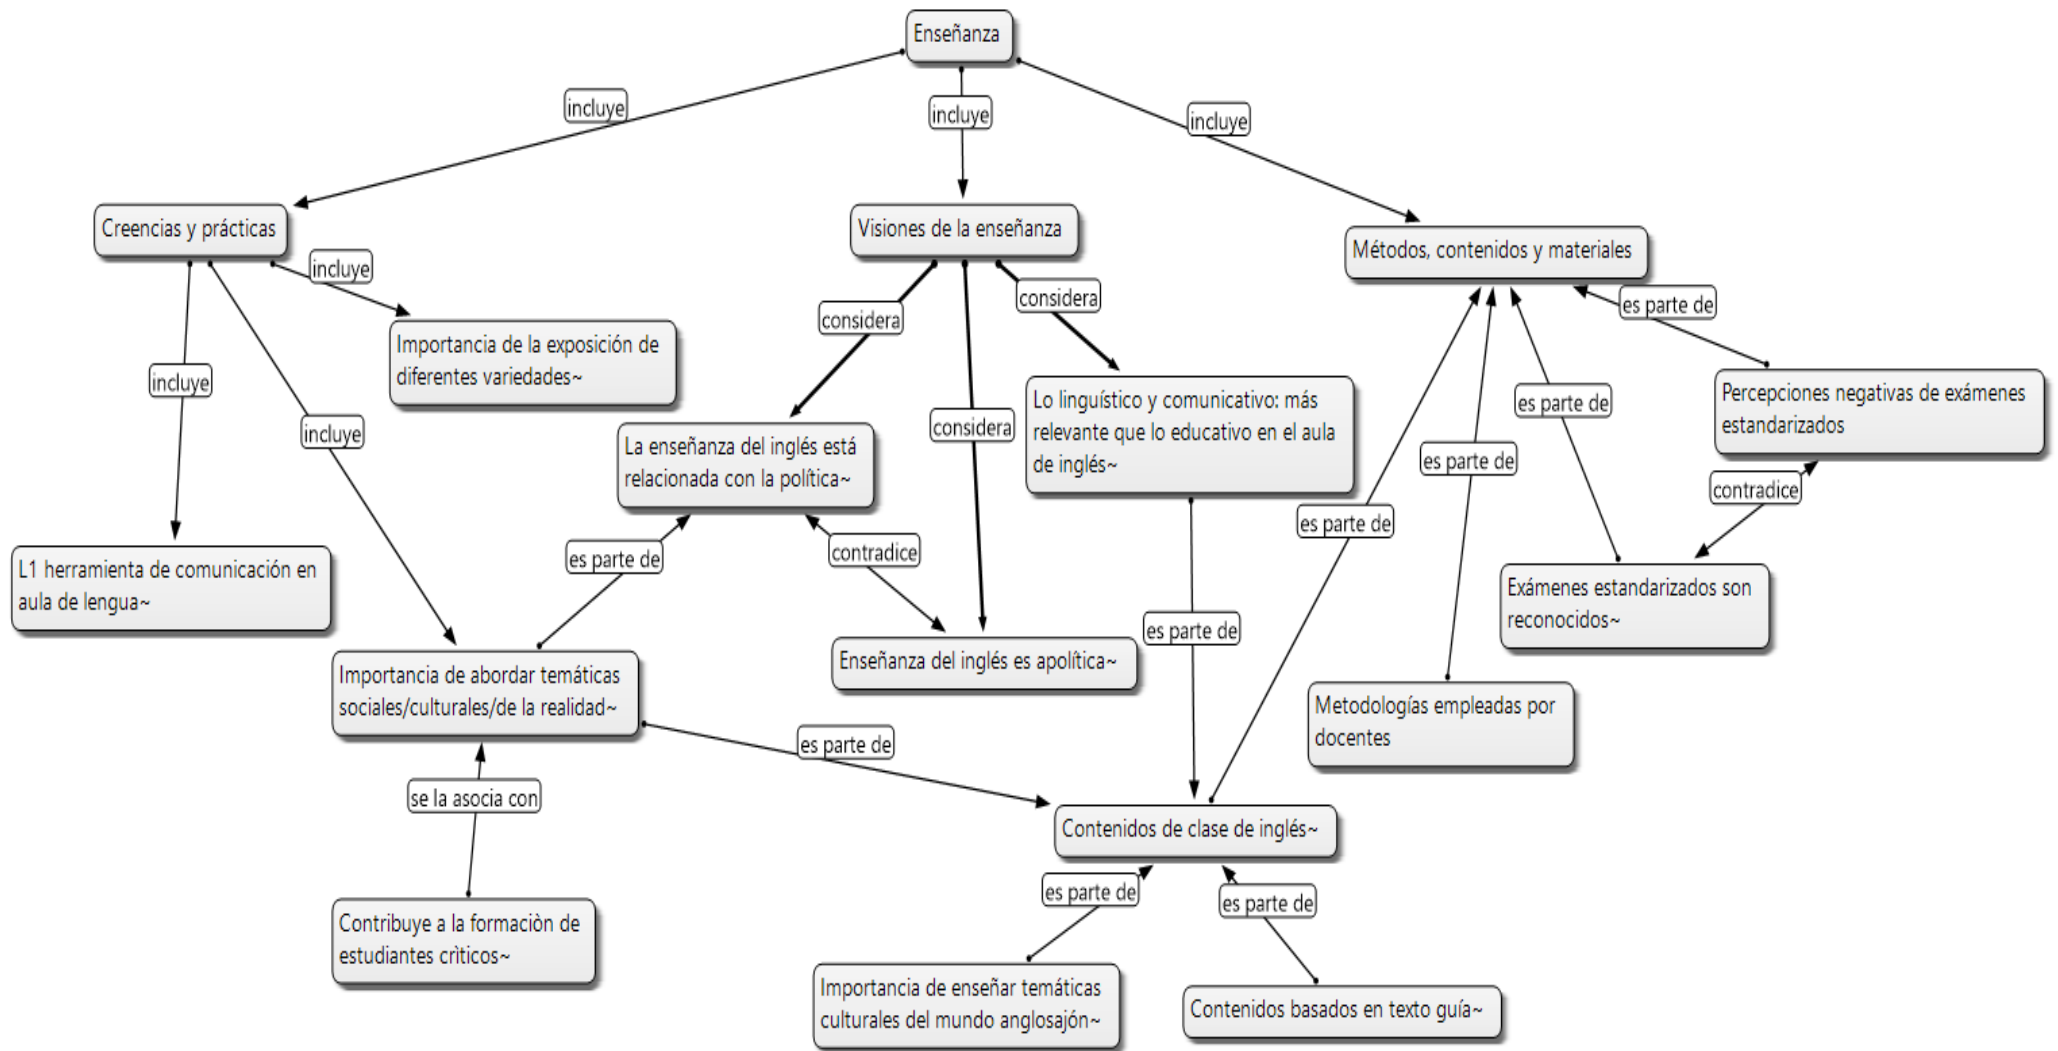 Enseñanza
incluye
incluye
incluye
Creencias y prácticas
Visiones de la enseñanza
Métodos, contenidos y materiales
incluye
considera
considera
es parte de
Importancia de la exposición de
diferentes variedades~
incluye
incluye
La enseñanza del inglés está
relacionada con la política~
considera
Lo linguístico y comunicativo: más
relevante que lo educativo en el aula
de inglés~
es parte de
es parte de
Percepciones negativas de exámenes
estandarizados
contradice
es parte de
L1 herramienta de comunicación en
aula de lengua~
es parte de
contradice
Exámenes estandarizados son
reconocidos~
es parte de
Importancia de abordar temáticas
sociales/culturales/de la realidad~
Enseñanza del inglés es apolítica~
Metodologías empleadas por
docentes
es parte de
se la asocia con
Contenidos de clase de inglés~
es parte de
es parte de
Contribuye a la formaciòn de
estudiantes crìticos~
Importancia de enseñar temáticas
culturales del mundo anglosajón~
Contenidos basados en texto guía~